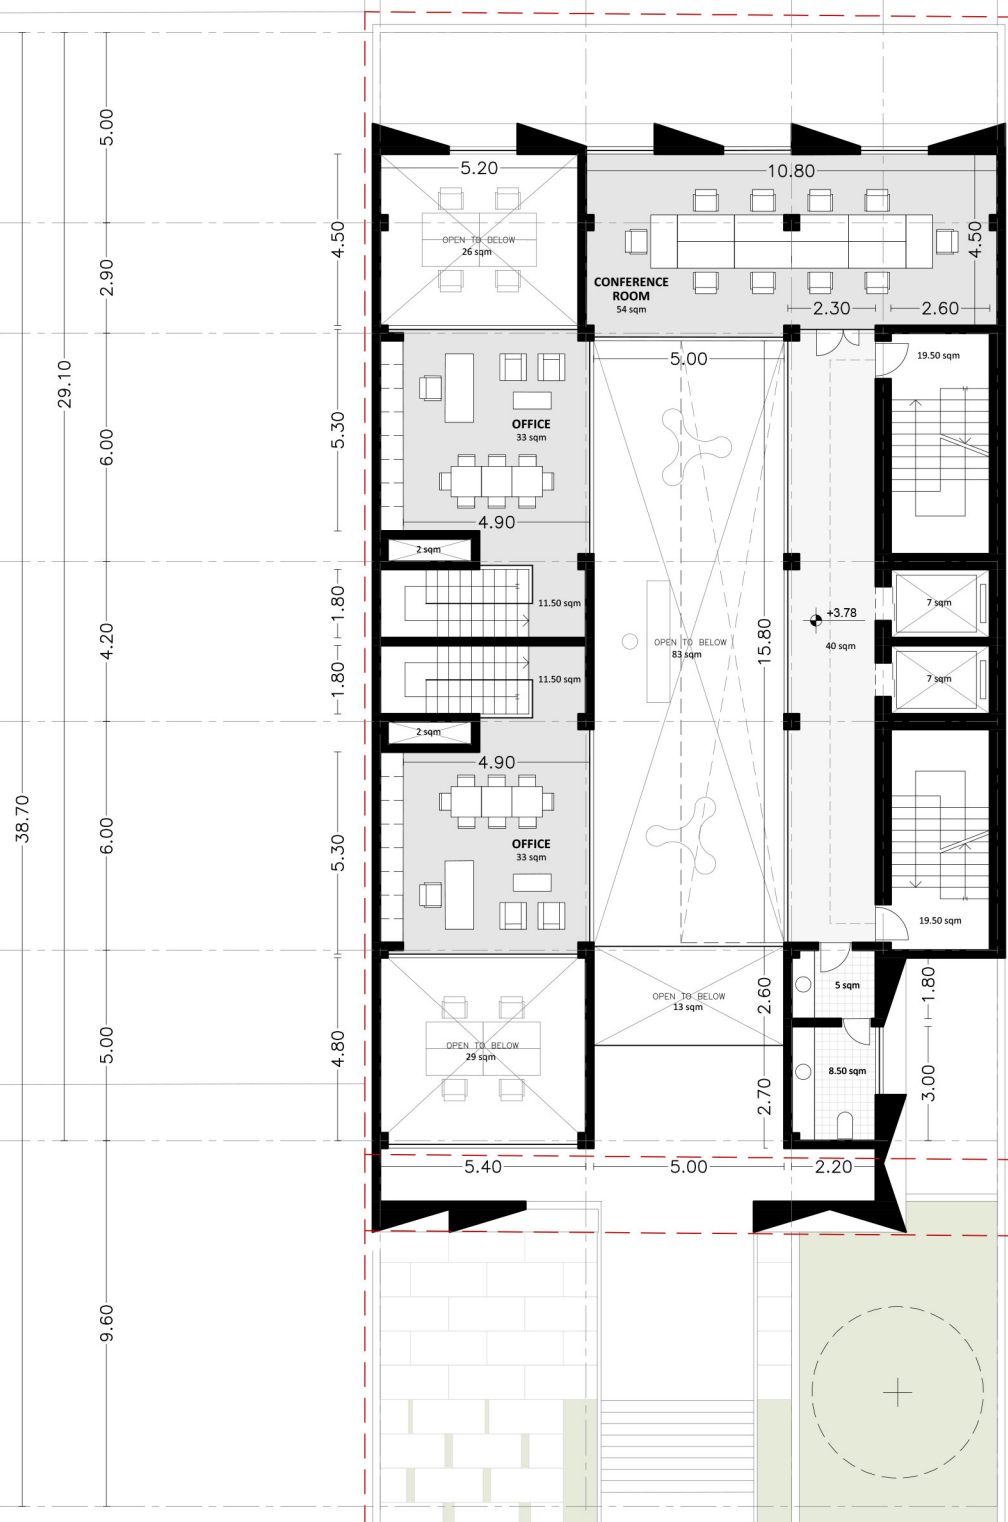 5.00
5.20
10.80
4.50
OPEN TO BELOW
26 sqm
4.50
2.90
CONFERENCE
ROOM
54 sqm
2.30
2.60
5.00
19.50 sqm
29.10
6.00
5.30
OFFICE
33 sqm
4.90
2 sqm
1.80
11.50 sqm
7 sqm
+3.78
4.20
OPEN TO BELOW
83 sqm
15.80
40 sqm
1.80
11.50 sqm
7 sqm
2 sqm
4.90
38.70
6.00
5.30
OFFICE
33 sqm
19.50 sqm
5 sqm
1.80
OPEN TO BELOW
13 sqm
2.60
5.00
4.80
OPEN TO BELOW
29 sqm
8.50 sqm
3.00
2.70
5.40
5.00
2.20
9.60